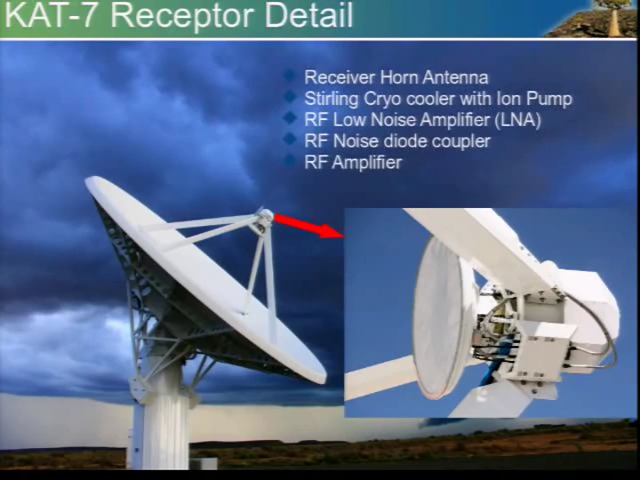 KAT-7 Receptor Detail
Receiver Horn Antenna
Stirling Cryo cooler with Ion Pump
RF Low Noise Amplifier (LNA)
RF Noise diode coupler
RF Amplifier